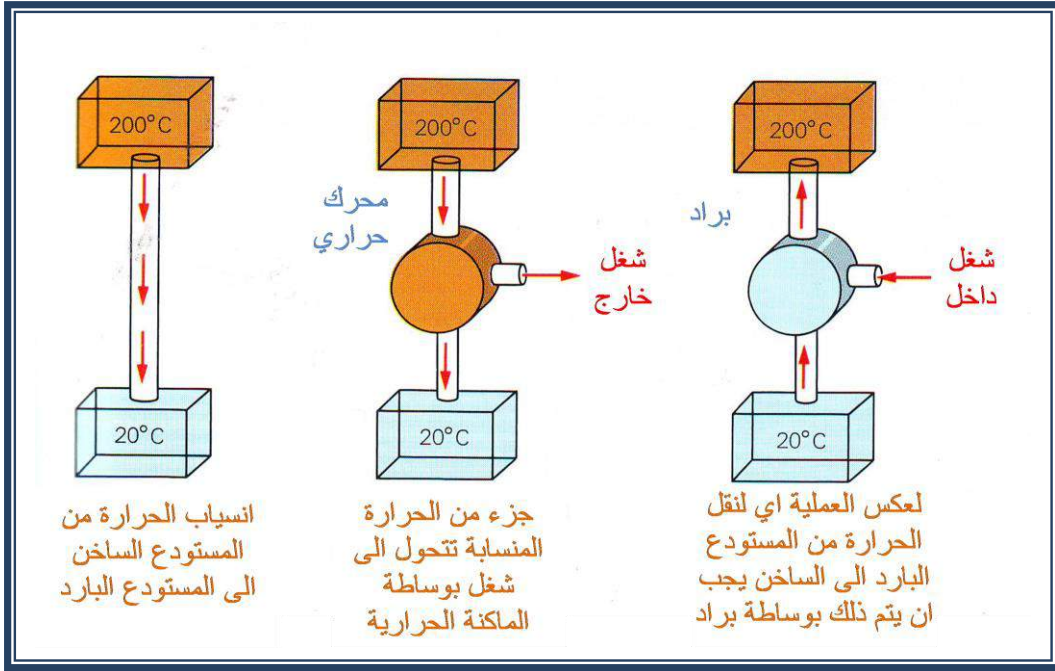 200°C
20°C
انسياب الحرارة من
المستودع الساخن
الى المستودع البارد
200°C
محرك
حراري
شغل
خارج
20°C
جزء من الحرارة
المنسابة تتحول الى
شغل بوساطة
الماكنة الحرارية
200°C
براد
شغل
داخل
20°C
لعكس العملية اي لنقل
الحرارة من المستودع
البارد الى الساخن يجب
ان يتم ذلك بوساطة براد